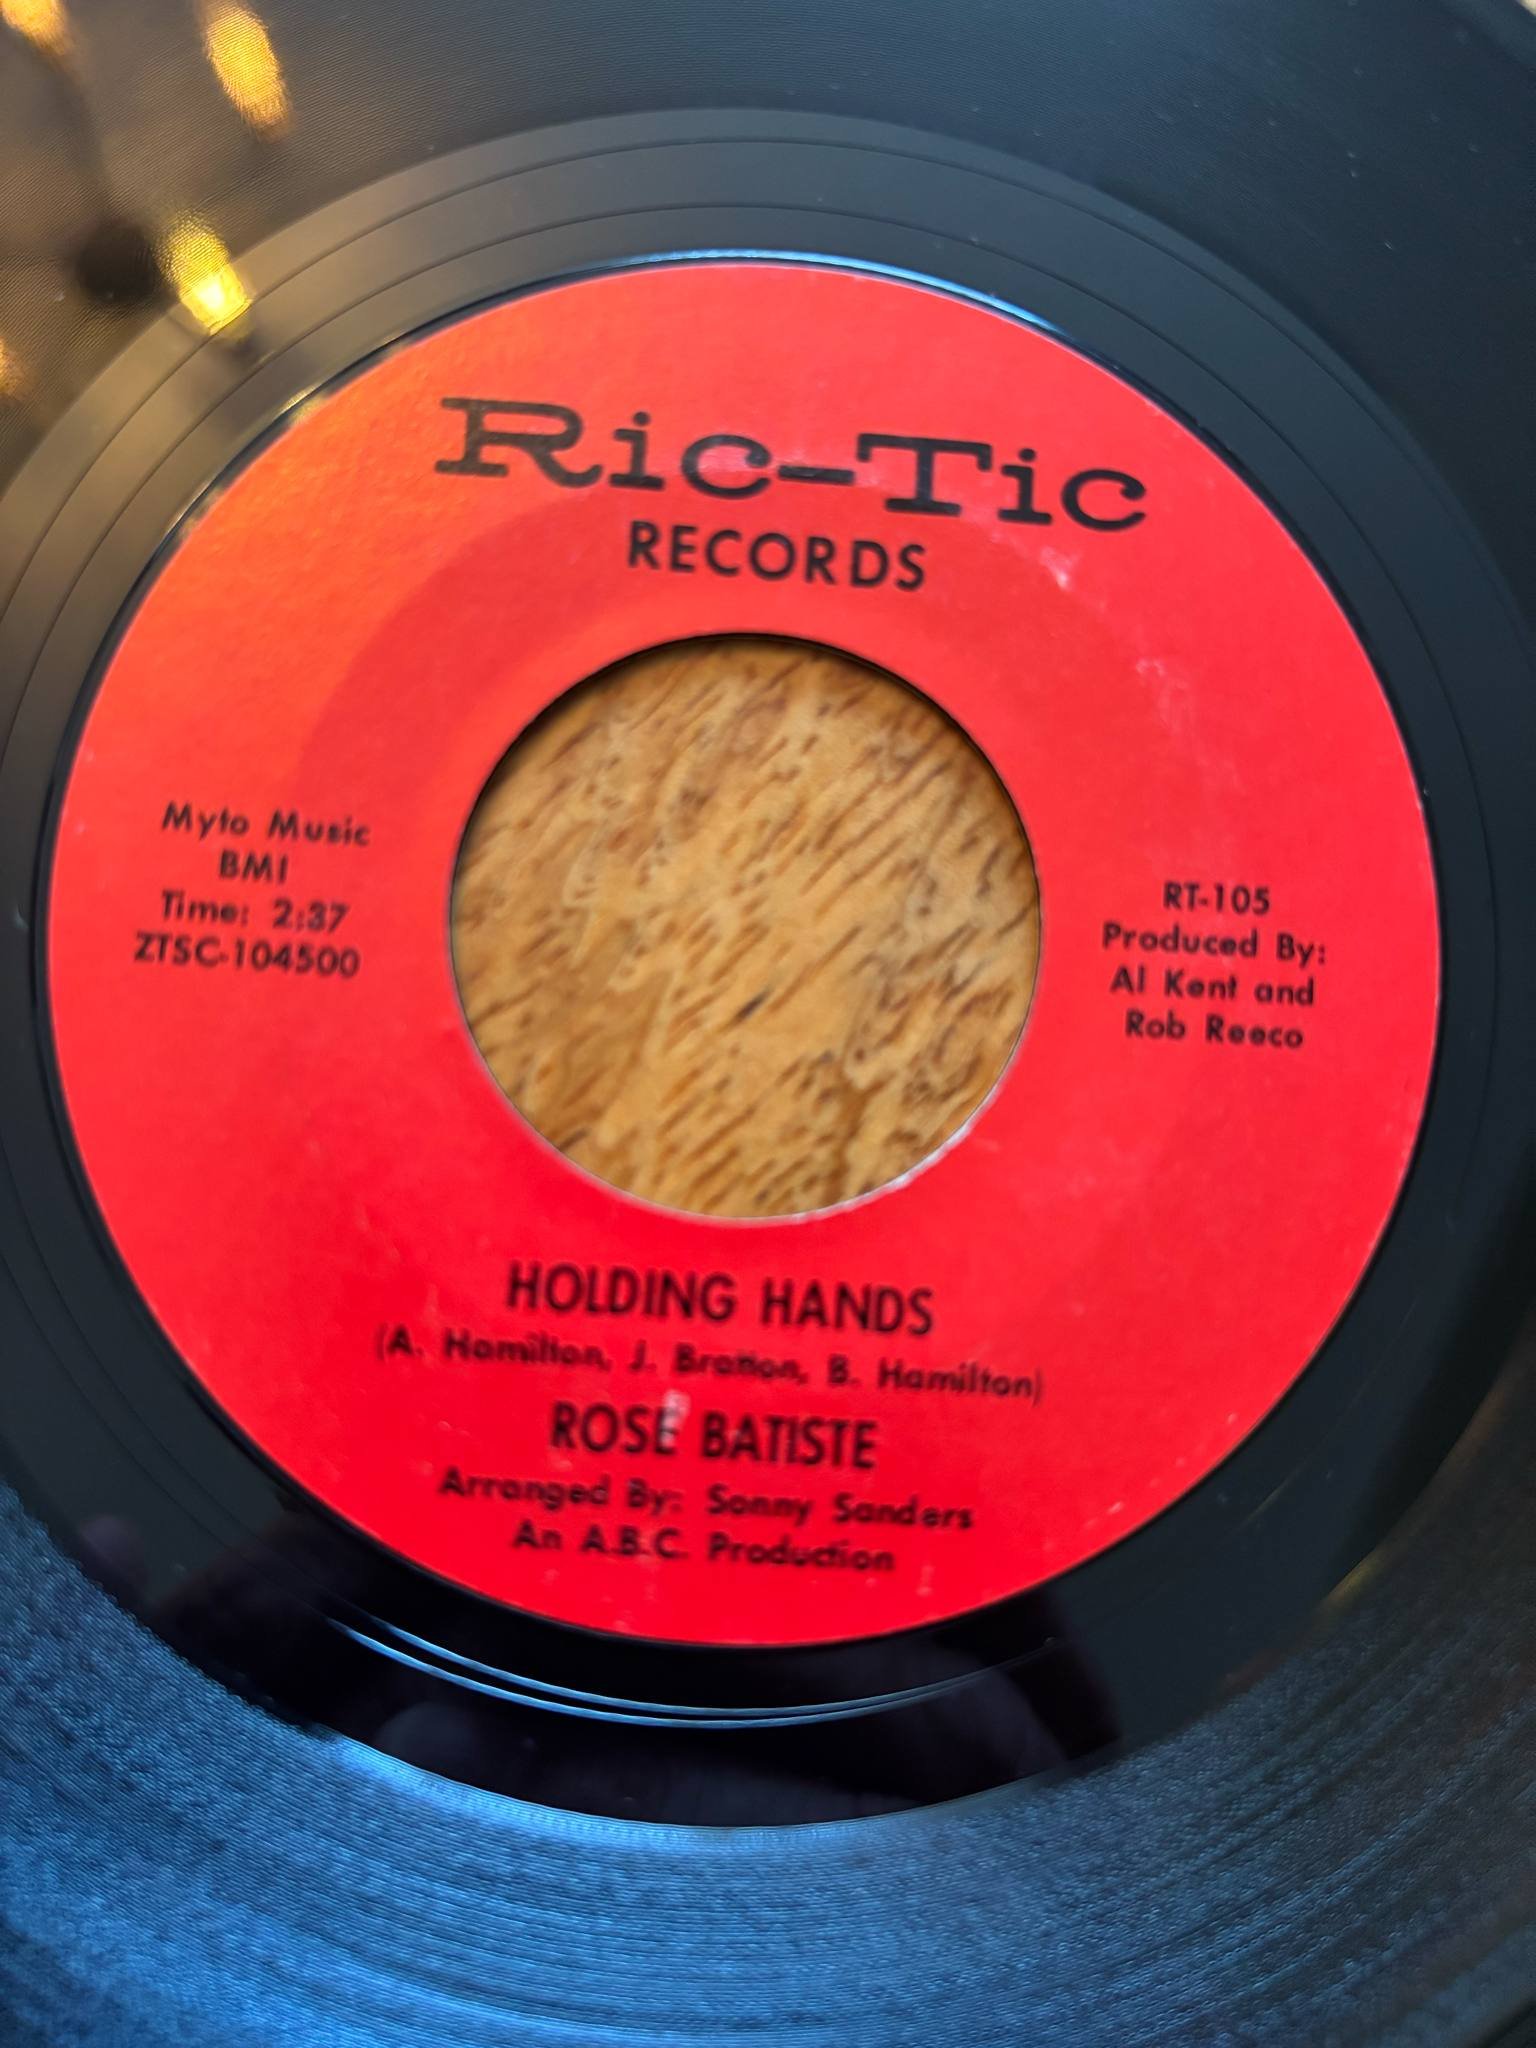 Ric-Tic
RECORDS
Myto Music
BMI
Time: 2:37
ZTSC-104500
RT-105
Produced By:
Al Kent and
Rob Reeco
HOLDING HANDS
(A. Hamilton, J. Bratton, B. Hamilton)
ROSE BATISTE
Arranged By: Sonny Sanders
An A.B.C. Production